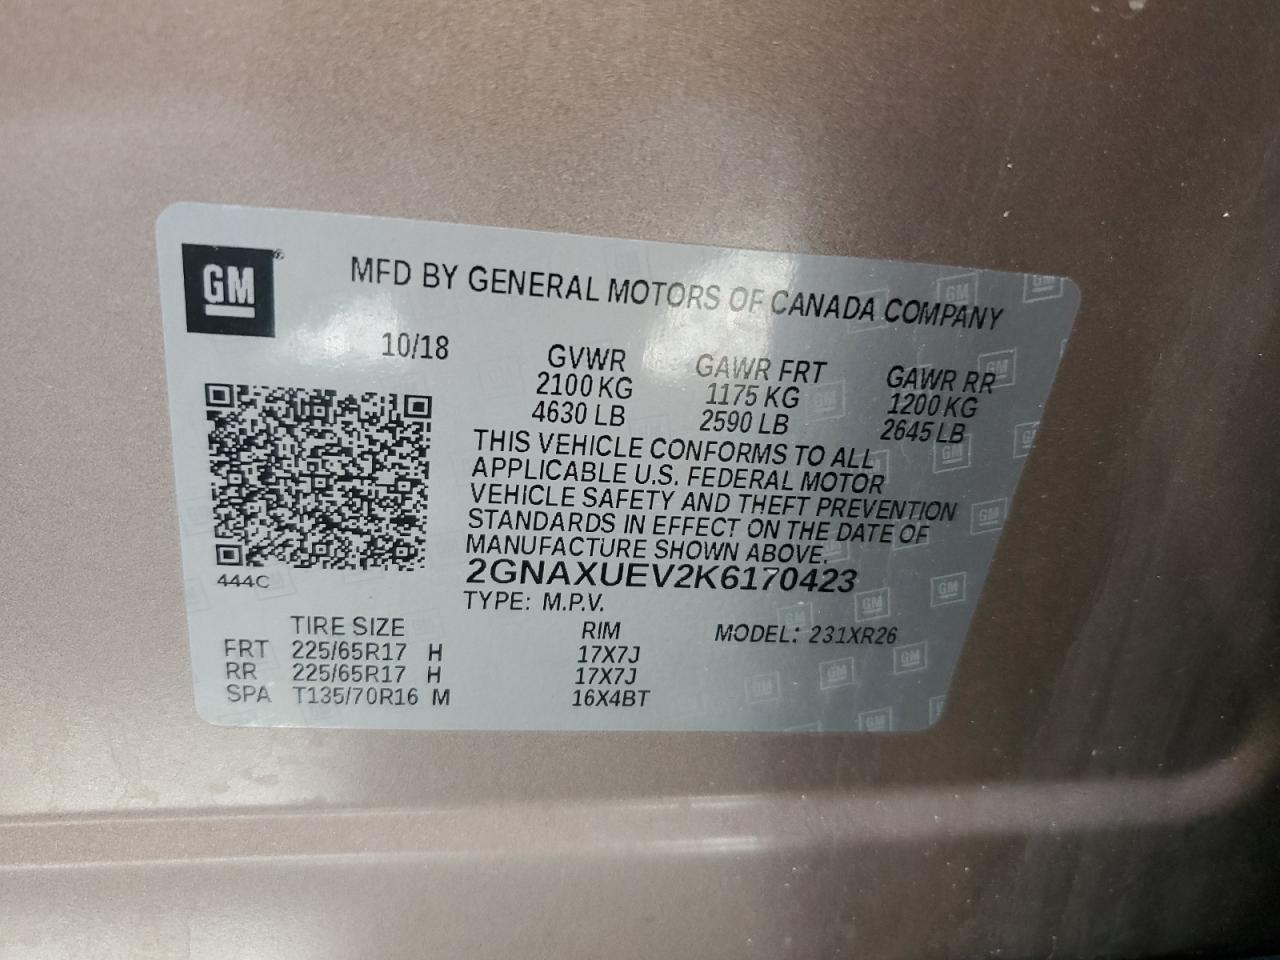 GM
MFD BY GENERAL MOTORS OF CANADA COMPANY
10/18
GVWR GAWR FRT GAWR RR
2100 KG 1175 KG 1200 KG
4630 LB 2590 LB 2645 LB
THIS VEHICLE CONFORMS TO ALL
APPLICABLE U.S. FEDERAL MOTOR
VEHICLE SAFETY AND THEFT PREVENTION
STANDARDS IN EFFECT ON THE DATE OF
MANUFACTURE SHOWN ABOVE.
444C
2GNAXUEV2K6170423
TYPE: M.P.V.
TIRE SIZE RIM MODEL: 231XR26
FRT 225/65R17 H 17X7J
RR 225/65R17 H 17X7J
SPA T135/70R16 M 16X4BT